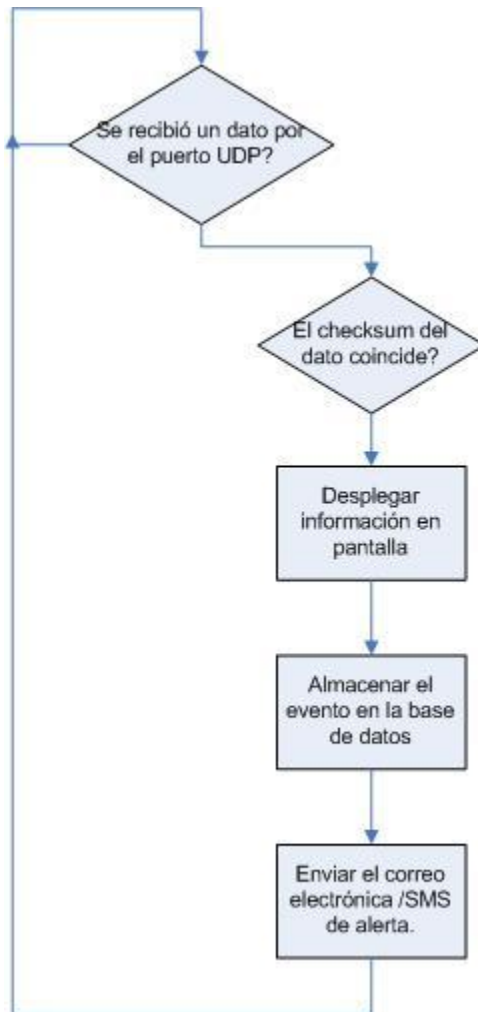 Se recibió un dato por
el puerto UDP?
El checksum del
dato coincide?
Desplegar
información en
pantalla
Almacenar el
evento en la base
de datos
Enviar el correo
electrónica /SMS
de alerta.